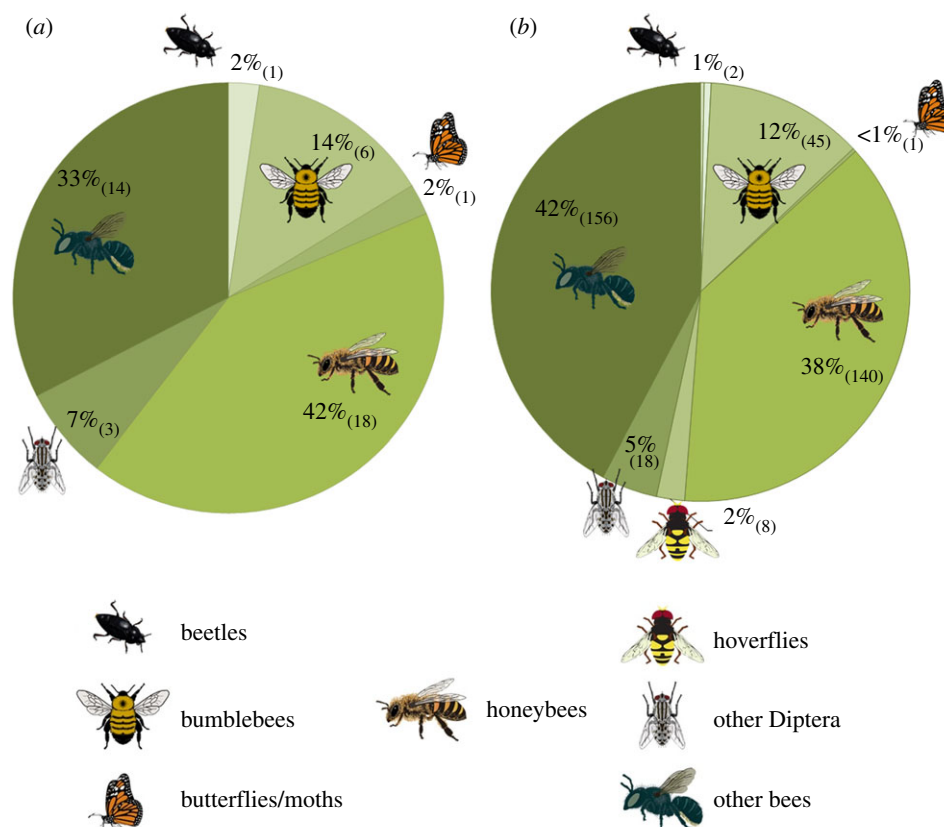 (a)
(b)
2%(1)
14%(6)
2%(1)
33%(14)
42%(18)
7%(3)
1%(2)
12%(45)
<1%(1)
42%(156)
38%(140)
5%
(18)
2%(8)
beetles
bumblebees
butterflies/moths
honeybees
hoverflies
other Diptera
other bees